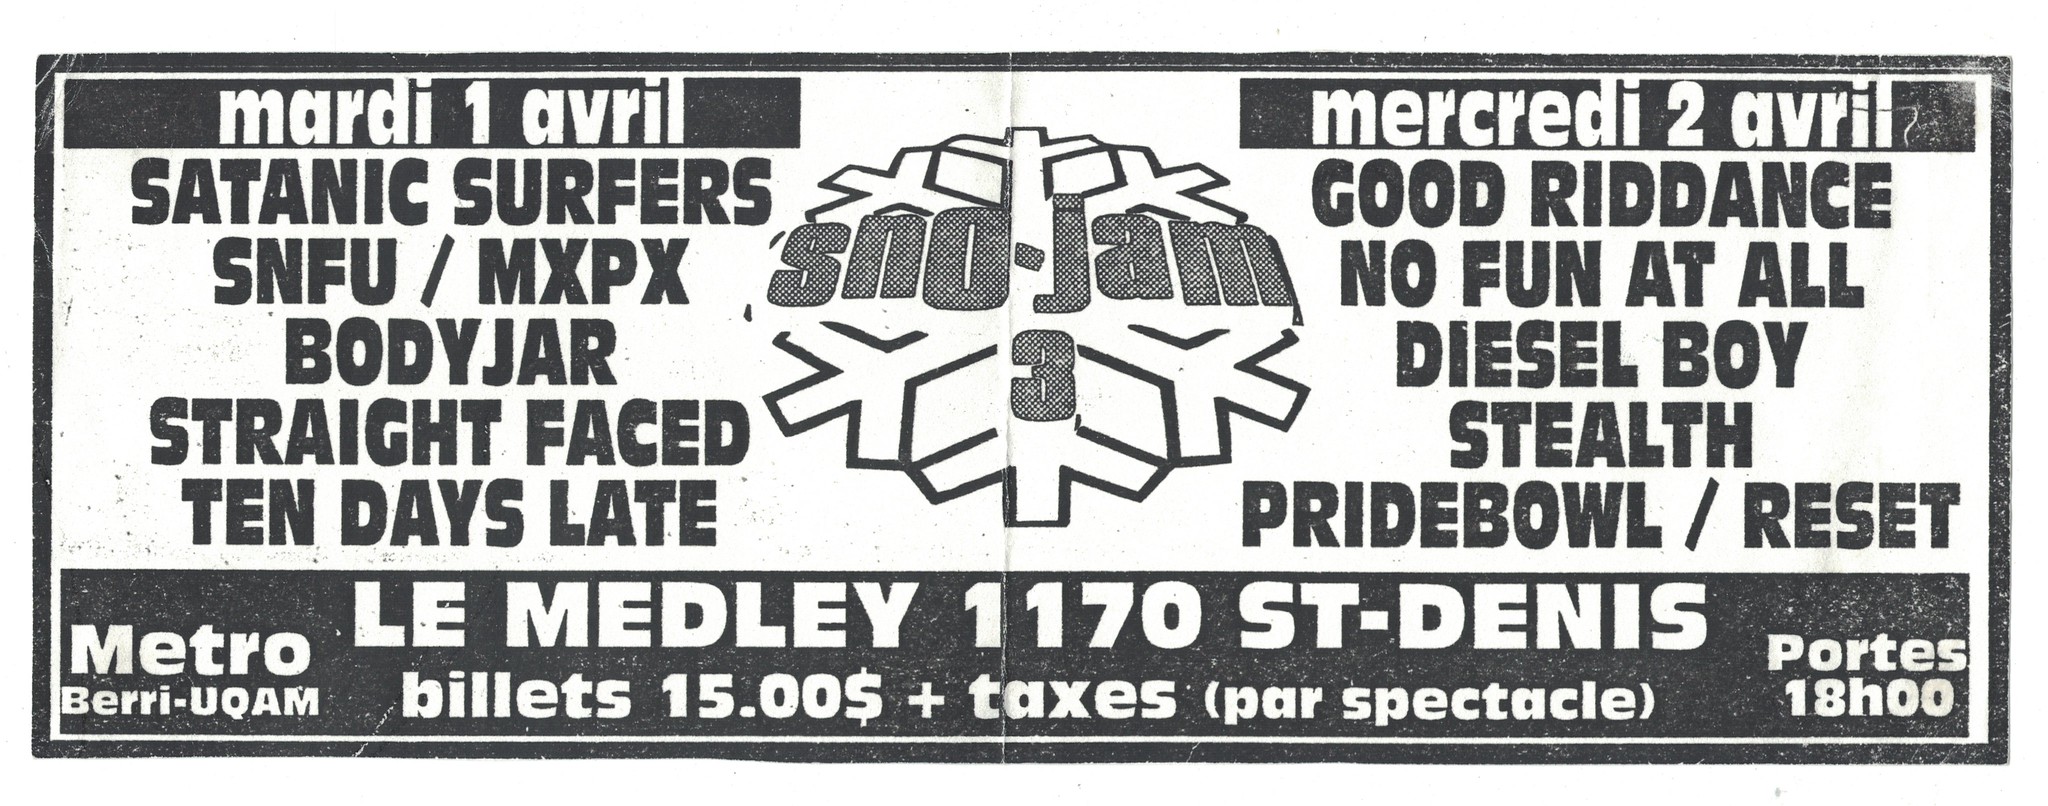 mardi 1 avril
SATANIC SURFERS
SNFU / MXPX
BODYJAR
STRAIGHT FACED
TEN DAYS LATE
sno-jam
3
mercredi 2 avril
GOOD RIDDANCE
NO FUN AT ALL
DIESEL BOY
STEALTH
PRIDEBOWL / RESET
Metro
Berri-UQAM
LE MEDLEY 1170 ST-DENIS
billets 15.00$ + taxes (par spectacle)
Portes
18h00